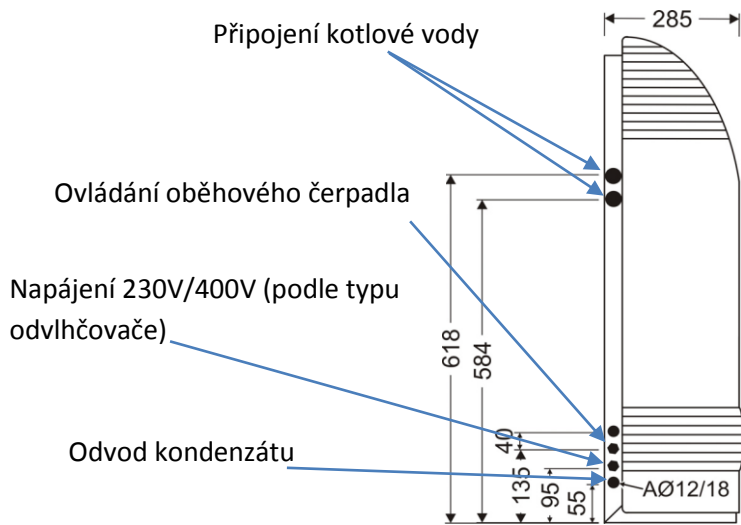 285
Připojení kotlové vody
Ovládání oběhového čerpadla
Napájení 230V/400V (podle typu
odvlhčovače)
618
584
Odvod kondenzátu
40
135
95
55
AØ12/18